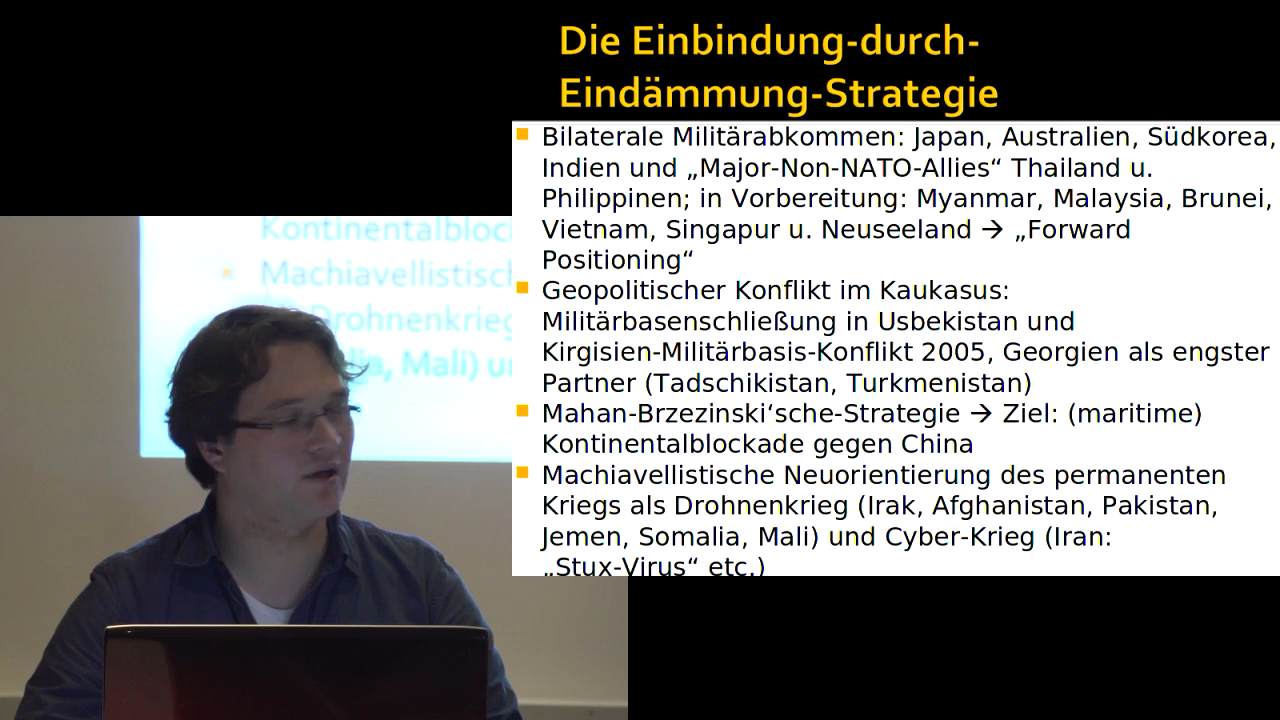 Die Einbindung-durch-
Eindämmung-Strategie
Bilaterale Militärabkommen: Japan, Australien, Südkorea,
Indien und „Major-Non-NATO-Allies“ Thailand u.
Philippinen; in Vorbereitung: Myanmar, Malaysia, Brunei,
Vietnam, Singapur u. Neuseeland → „Forward
Positioning“
Geopolitischer Konflikt im Kaukasus:
Militärbasenschließung in Usbekistan und
Kirgisien-Militärbasis-Konflikt 2005, Georgien als engster
Partner (Tadschikistan, Turkmenistan)
Mahan-Brzezinski‘sche-Strategie → Ziel: (maritime)
Kontinentalblockade gegen China
Machiavellistische Neuorientierung des permanenten
Kriegs als Drohnenkrieg (Irak, Afghanistan, Pakistan,
Jemen, Somalia, Mali) und Cyber-Krieg (Iran:
„Stux-Virus“ etc.)
Kontinentalbloc
Machiavellistisch
Drohnenkrieg
Mali) u